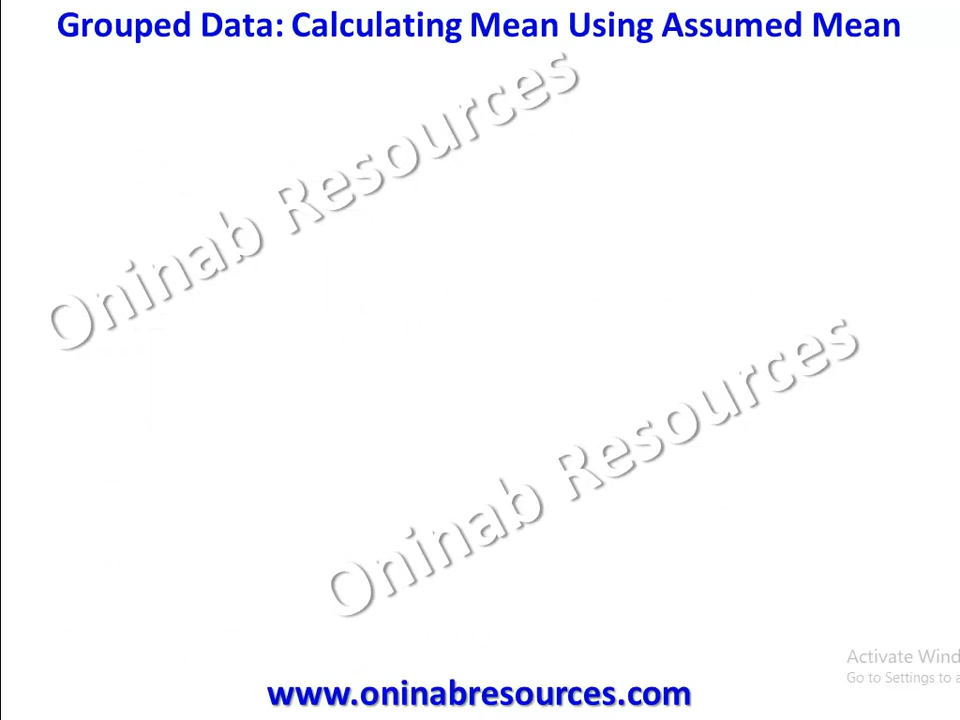 Grouped Data: Calculating Mean Using Assumed Mean
Oninab Resources
Oninab Resources
Activate Wind
Go to Settings to a
www.oninabresources.com